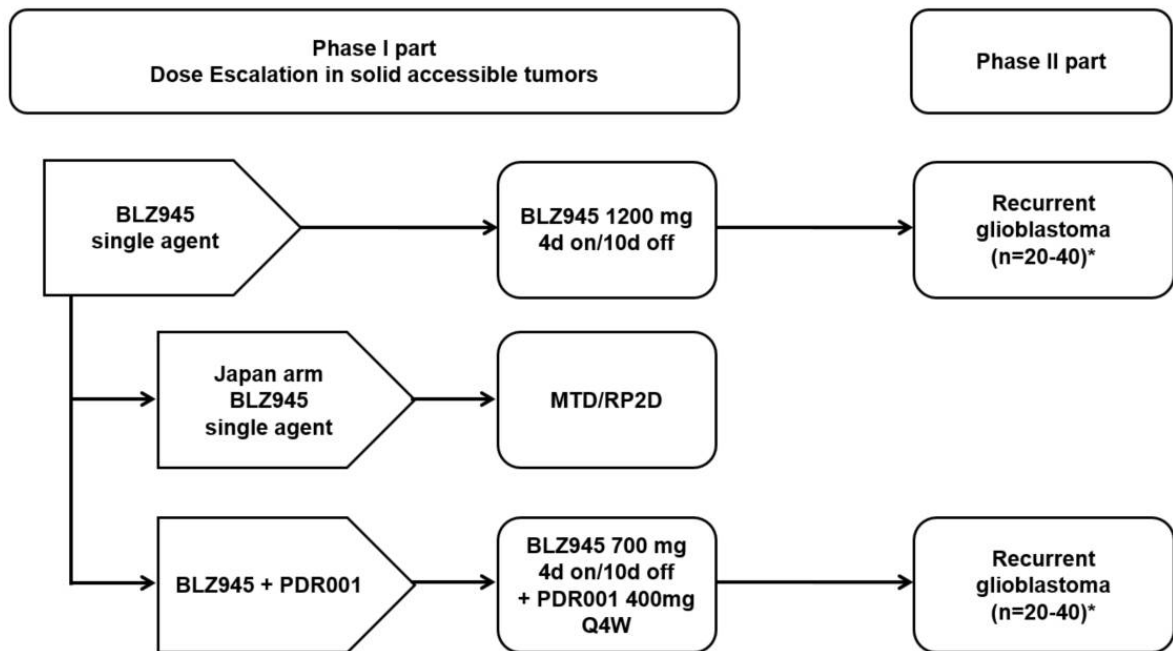 Phase I part
Dose Escalation in solid accessible tumors
Phase II part
BLZ945
single agent
BLZ945 1200 mg
4d on/10d off
Recurrent
glioblastoma
(n=20-40)*
Japan arm
BLZ945
single agent
MTD/RP2D
BLZ945 + PDR001
BLZ945 700 mg
4d on/10d off
+ PDR001 400mg
Q4W
Recurrent
glioblastoma
(n=20-40)*